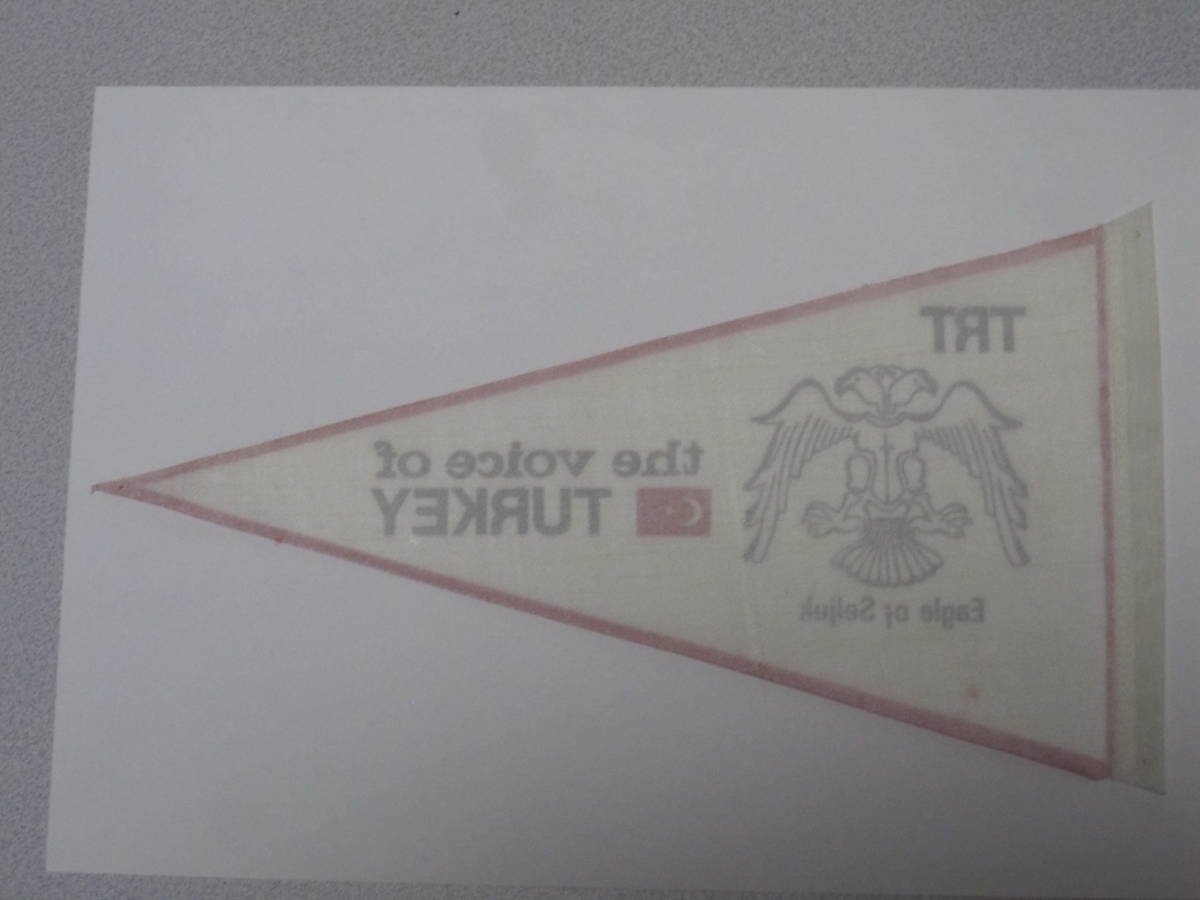 TRT
Eagle of Seljuk
the voice of
TURKEY